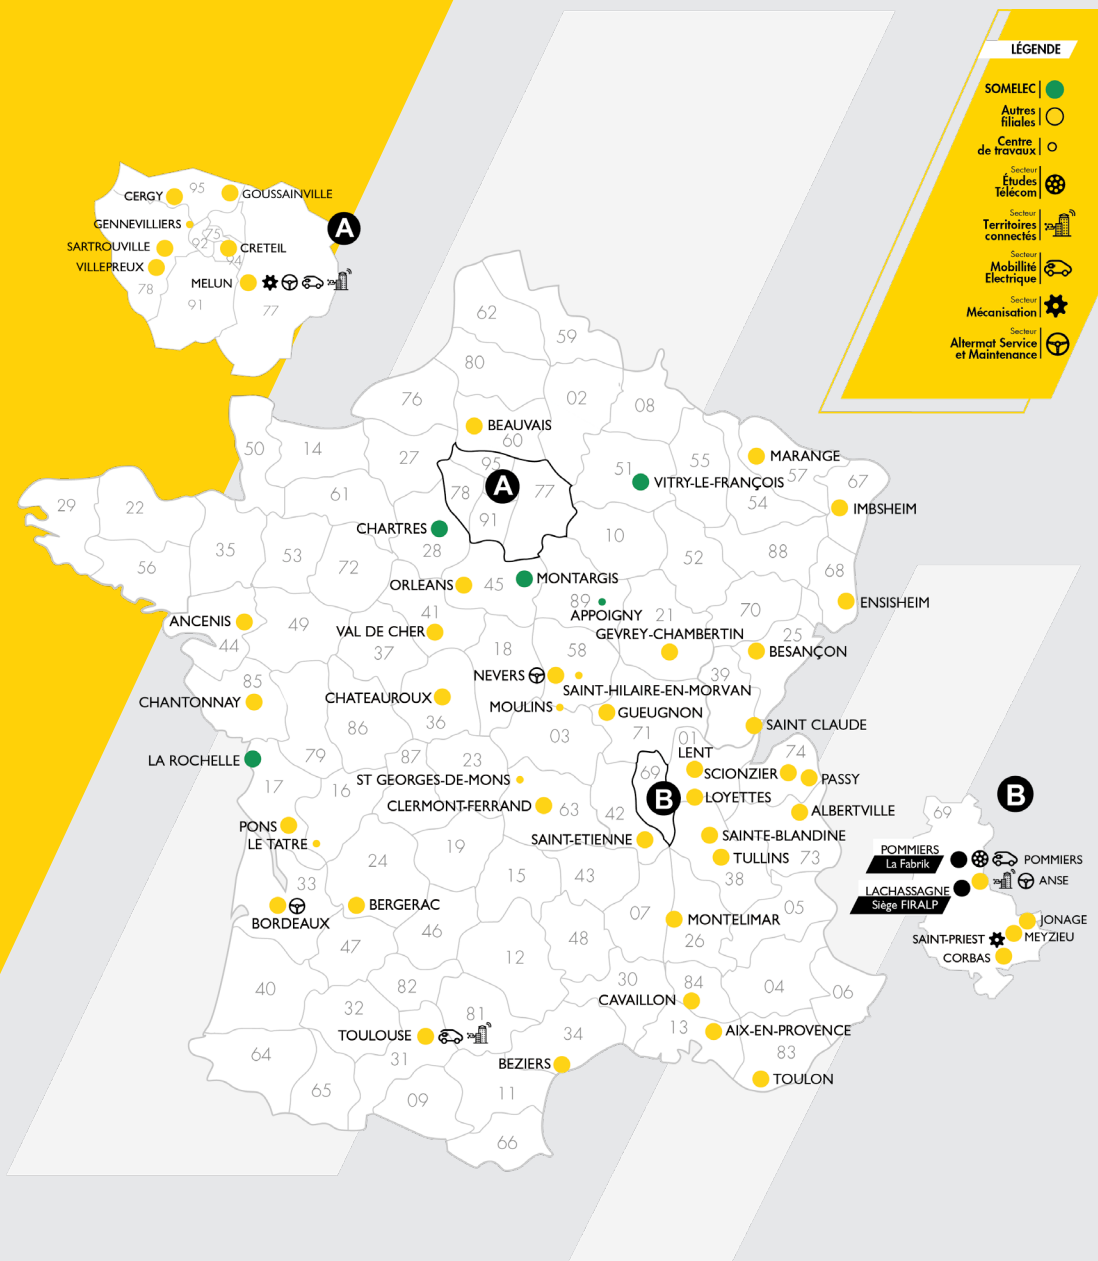 LÉGENDE
SOMELEC
Autres
filiales
Centre
de travaux
Secteur
Études
Télécom
Secteur
Territoires
connectés
Secteur
Mobillité
Electrique
Secteur
Mécanisation
Secteur
Altermat Service
et Maintenance
CERGY
95
GOUSSAINVILLE
GENNEVILLIERS
A
75
92
SARTROUVILLE
CRETEIL
94
VILLEPREUX
MELUN
78
91
77
62
59
80
76
02
08
BEAUVAIS
60
50
14
27
95
51
55
MARANGE
57
67
VITRY-LE-FRANÇOIS
A
78
77
61
54
IMBSHEIM
29
22
91
CHARTRES
10
35
53
28
52
88
56
72
68
ORLEANS
45
MONTARGIS
89
APPOIGNY
ENSISHEIM
41
21
70
ANCENIS
49
VAL DE CHER
GEVREY-CHAMBERTIN
25
44
37
18
58
BESANÇON
85
NEVERS
39
SAINT-HILAIRE-EN-MORVAN
CHANTONNAY
CHATEAUROUX
MOULINS
GUEUGNON
36
86
03
71
01
SAINT CLAUDE
79
87
23
LENT
74
LA ROCHELLE
17
16
ST GEORGES-DE-MONS
69
SCIONZIER
PASSY
B
LOYETTES
CLERMONT-FERRAND
63
42
ALBERTVILLE
PONS
LE TATRE
SAINT-ETIENNE
SAINTE-BLANDINE
24
19
TULLINS
73
33
15
43
38
BORDEAUX
BERGERAC
07
MONTELIMAR
05
46
47
48
26
12
40
82
30
84
04
06
32
81
CAVAILLON
TOULOUSE
34
13
AIX-EN-PROVENCE
64
31
BEZIERS
83
65
09
11
TOULON
66
B
69
POMMIERS
La Fabrik
POMMIERS
ANSE
LACHASSAGNE
Siège FIRALP
JONAGE
SAINT-PRIEST
MEYZIEU
CORBAS